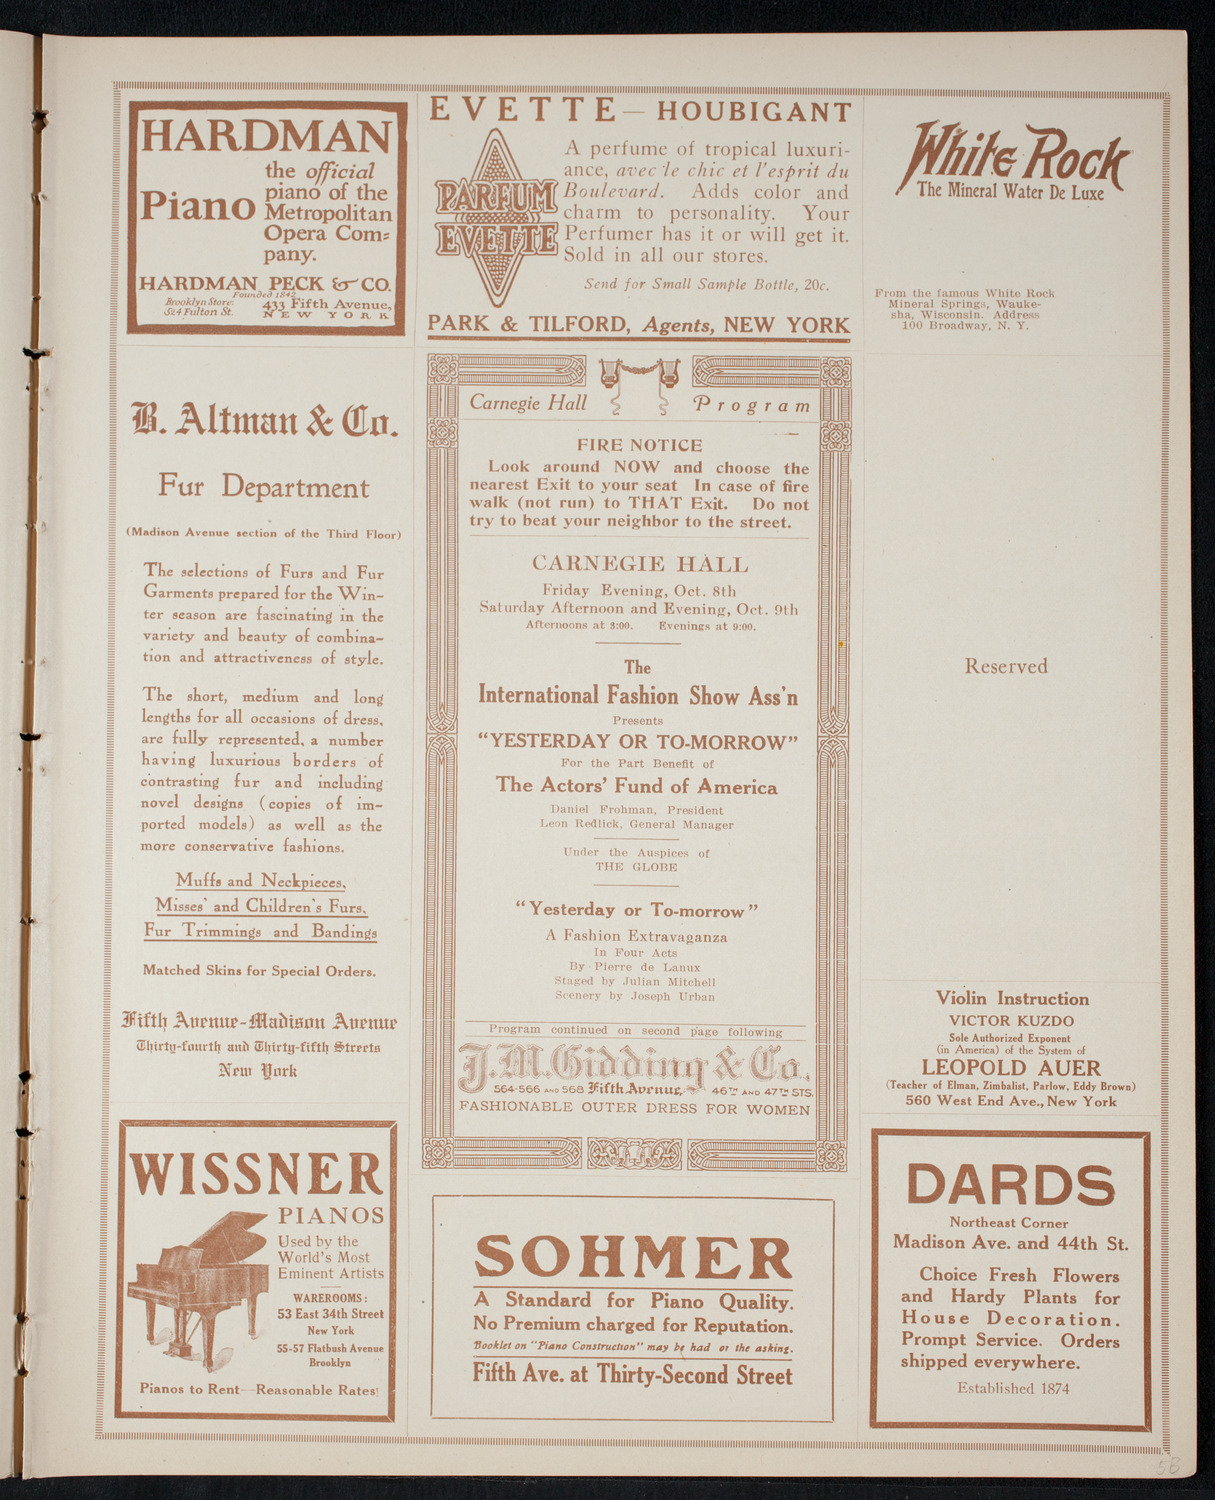 HARDMAN
Piano
the official
piano of the
Metropolitan
Opera Com=
pany.
HARDMAN, PECK & CO.
Founded 1842
Brooklyn Store: 433 Fifth Avenue,
524 Fulton St. NEW YORK
EVETTE — HOUBIGANT
PARFUM
EVETTE
A perfume of tropical luxuri-
ance, avec le chic et l'esprit du
Boulevard. Adds color and
charm to personality. Your
Perfumer has it or will get it.
Sold in all our stores.
Send for Small Sample Bottle, 20c.
PARK & TILFORD, Agents, NEW YORK
White Rock
The Mineral Water De Luxe
From the famous White Rock
Mineral Springs, Wauke-
sha, Wisconsin. Address
100 Broadway, N. Y.
B. Altman & Co.
Fur Department
(Madison Avenue section of the Third Floor)
The selections of Furs and Fur
Garments prepared for the Win-
ter season are fascinating in the
variety and beauty of combina-
tion and attractiveness of style.
The short, medium and long
lengths for all occasions of dress,
are fully represented, a number
having luxurious borders of
contrasting fur and including
novel designs (copies of im-
ported models) as well as the
more conservative fashions.
Muffs and Neckpieces,
Misses' and Children's Furs,
Fur Trimmings and Bandings
Matched Skins for Special Orders.
Fifth Avenue-Madison Avenue
Thirty-fourth and Thirty-fifth Streets
New York
Carnegie Hall Program
FIRE NOTICE
Look around NOW and choose the
nearest Exit to your seat In case of fire
walk (not run) to THAT Exit. Do not
try to beat your neighbor to the street.
CARNEGIE HALL
Friday Evening, Oct. 8th
Saturday Afternoon and Evening, Oct. 9th
Afternoons at 3:00. Evenings at 9:00.
The
International Fashion Show Ass'n
Presents
"YESTERDAY OR TO-MORROW"
For the Part Benefit of
The Actors' Fund of America
Daniel Frohman, President
Leon Redlick, General Manager
Under the Auspices of
THE GLOBE
"Yesterday or To-morrow"
A Fashion Extravaganza
In Four Acts
By Pierre de Lanux
Staged by Julian Mitchell
Scenery by Joseph Urban
Program continued on second page following
J.M. Gidding & Co.
564-566 AND 568 Fifth Avenue, 46TH AND 47TH STS.
FASHIONABLE OUTER DRESS FOR WOMEN
Reserved
Violin Instruction
VICTOR KUZDO
Sole Authorized Exponent
(in America) of the System of
LEOPOLD AUER
(Teacher of Elman, Zimbalist, Parlow, Eddy Brown)
560 West End Ave., New York
WISSNER
PIANOS
Used by the
World's Most
Eminent Artists
WAREROOMS:
53 East 34th Street
New York
55-57 Flatbush Avenue
Brooklyn
Pianos to Rent—Reasonable Rates!
SOHMER
A Standard for Piano Quality.
No Premium charged for Reputation.
Booklet on "Piano Construction" may be had or the asking.
Fifth Ave. at Thirty-Second Street
DARDS
Northeast Corner
Madison Ave. and 44th St.
Choice Fresh Flowers
and Hardy Plants for
House Decoration.
Prompt Service. Orders
shipped everywhere.
Established 1874
5B